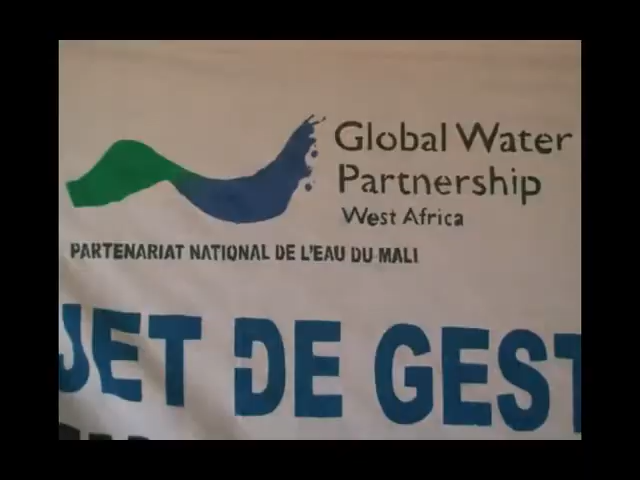 Global Water
Partnership
West Africa
PARTENARIAT NATIONAL DE L'EAU DU MALI
JET DE GEST